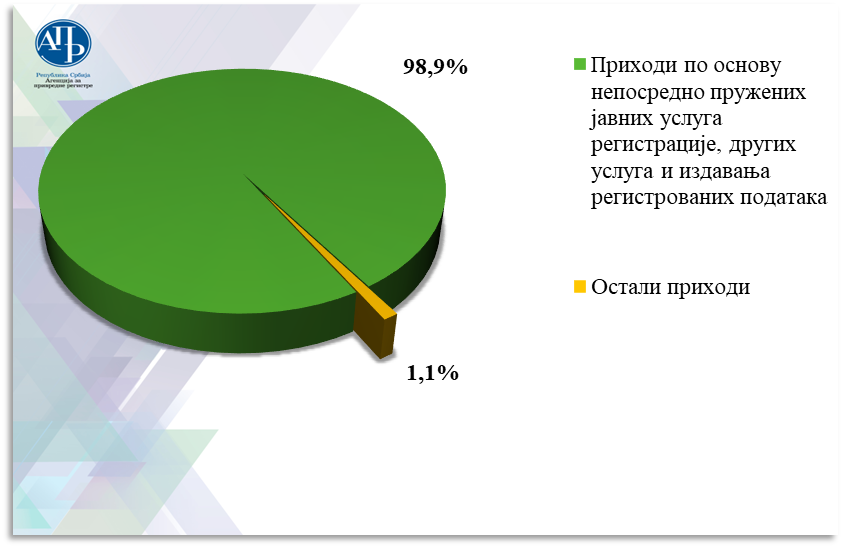 АПР
Република Србија
Агенција за
привредне регистре
98,9%
1,1%
Приходи по основу
непосредно пружених
јавних услуга
регистрације, других
услуга и издавања
регистрованих података
Остали приходи